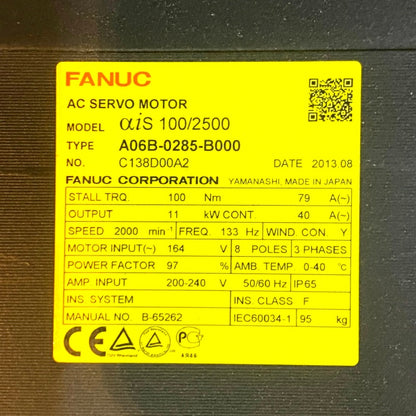 FANUC
AC SERVO MOTOR
MODEL αiS 100/2500
TYPE A06B-0285-B000
NO. C138D00A2 DATE 2013.08
FANUC CORPORATION YAMANASHI, MADE IN JAPAN
STALL TRQ. 100 Nm 79 A(~)
OUTPUT 11 kW CONT. 40 A(~)
SPEED 2000 min⁻¹ FREQ. 133 Hz WIND. CON. Y
MOTOR INPUT(~) 164 V 8 POLES 3 PHASES
POWER FACTOR 97 % AMB. TEMP. 0-40 ℃
AMP. INPUT 200-240 V 50/60 Hz IP65
INS. SYSTEM INS. CLASS F
MANUAL NO. B-65262 IEC60034-1 95 kg
CE TÜV Rheinland